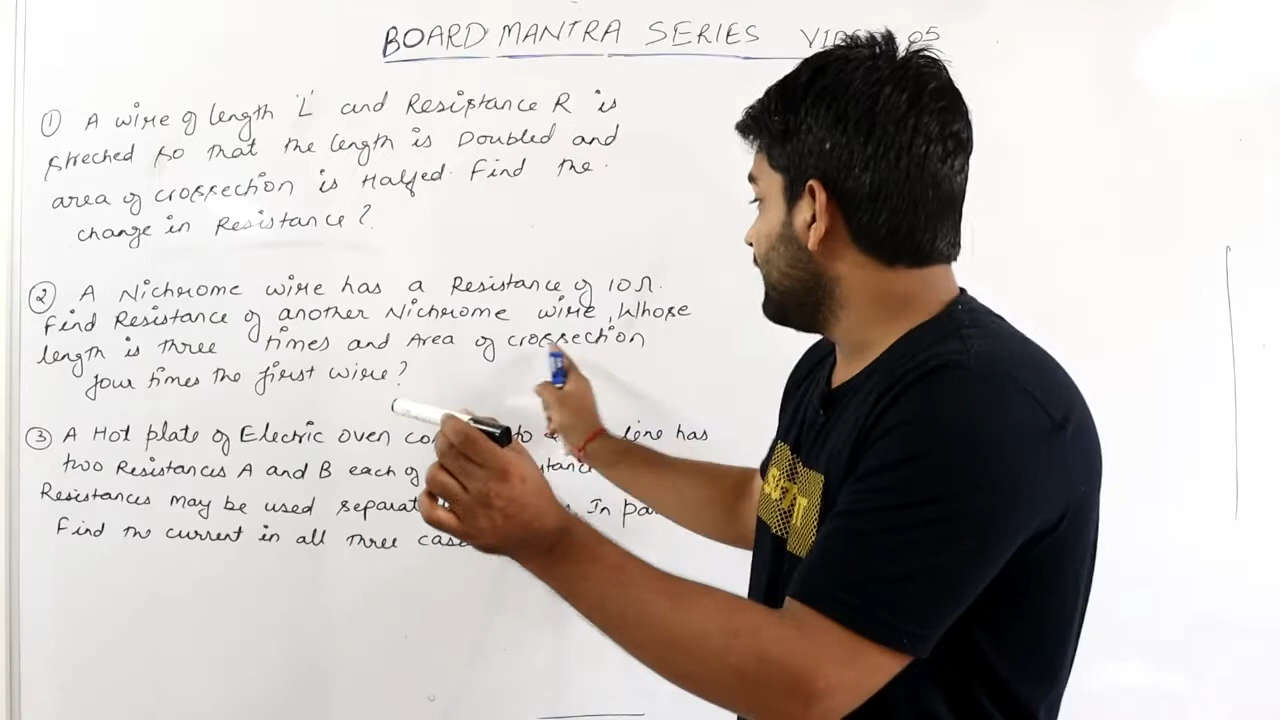 BOARD MANTRA SERIES 05
① A wire of length 'L' and Resistance R is
streched so that the length is Doubled and
area of crossection is Halfed. Find the
change in Resistance?
② A Nichrome wire has a Resistance of 10Ω.
Find Resistance of another Nichrome wire, Whose
length is three times and Area of crossection
four times the first wire?
③ A Hot plate of Electric oven to has
two Resistances A and B each of
Resistances may be used In
Find the current in all three